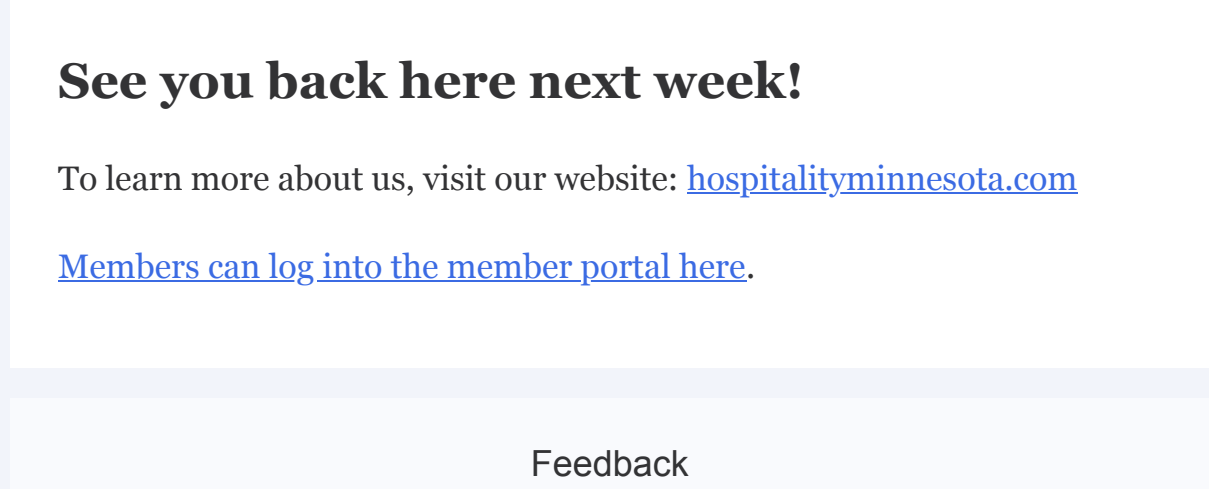 See you back here next week!
To learn more about us, visit our website: hospitalityminnesota.com
Members can log into the member portal here.
Feedback